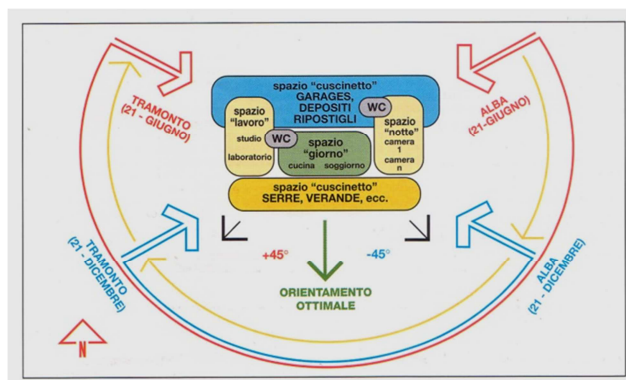 spazio "cuscinetto"
GARAGES,
DEPOSITI
RIPOSTIGLI
WC
spazio
"lavoro"
studio
laboratorio
WC
spazio
"giorno"
cucina soggiorno
spazio
"notte"
camera
1
camera
n
spazio "cuscinetto"
SERRE, VERANDE, ecc.
TRAMONTO
(21 - GIUGNO)
ALBA
(21-GIUGNO)
TRAMONTO
(21 - DICEMBRE)
ALBA
(21 - DICEMBRE)
+45°
-45°
ORIENTAMENTO
OTTIMALE
N